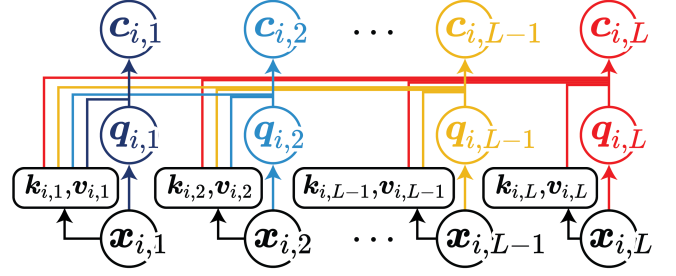 c_{i,1} c_{i,2} ··· c_{i,L−1} c_{i,L}
q_{i,1} q_{i,2} q_{i,L−1} q_{i,L}
k_{i,1},v_{i,1} k_{i,2},v_{i,2} k_{i,L−1},v_{i,L−1} k_{i,L},v_{i,L}
x_{i,1} x_{i,2} ··· x_{i,L−1} x_{i,L}